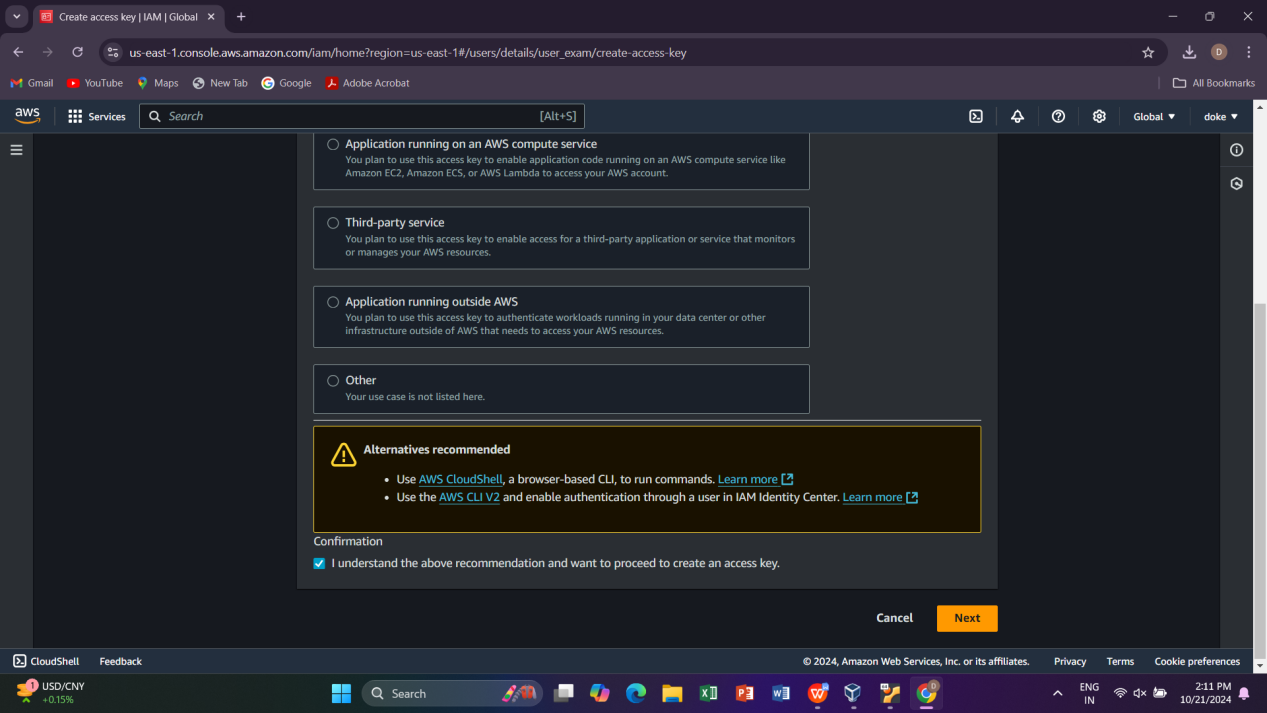 Create access key | IAM | Global
us-east-1.console.aws.amazon.com/iam/home?region=us-east-1#/users/details/user_exam/create-access-key
D
Gmail
YouTube
Maps
New Tab
Google
Adobe Acrobat
All Bookmarks
aws
Services
Search
[Alt+S]
Global
doke
Application running on an AWS compute service
You plan to use this access key to enable application code running on an AWS compute service like
Amazon EC2, Amazon ECS, or AWS Lambda to access your AWS account.
Third-party service
You plan to use this access key to enable access for a third-party application or service that monitors
or manages your AWS resources.
Application running outside AWS
You plan to use this access key to authenticate workloads running in your data center or other
infrastructure outside of AWS that needs to access your AWS resources.
Other
Your use case is not listed here.
Alternatives recommended
• Use AWS CloudShell, a browser-based CLI, to run commands. Learn more
• Use the AWS CLI V2 and enable authentication through a user in IAM Identity Center. Learn more
Confirmation
I understand the above recommendation and want to proceed to create an access key.
Cancel
Next
CloudShell
Feedback
© 2024, Amazon Web Services, Inc. or its affiliates.
Privacy
Terms
Cookie preferences
1
USD/CNY
+0.15%
Search
D
ENG
IN
2:11 PM
10/21/2024